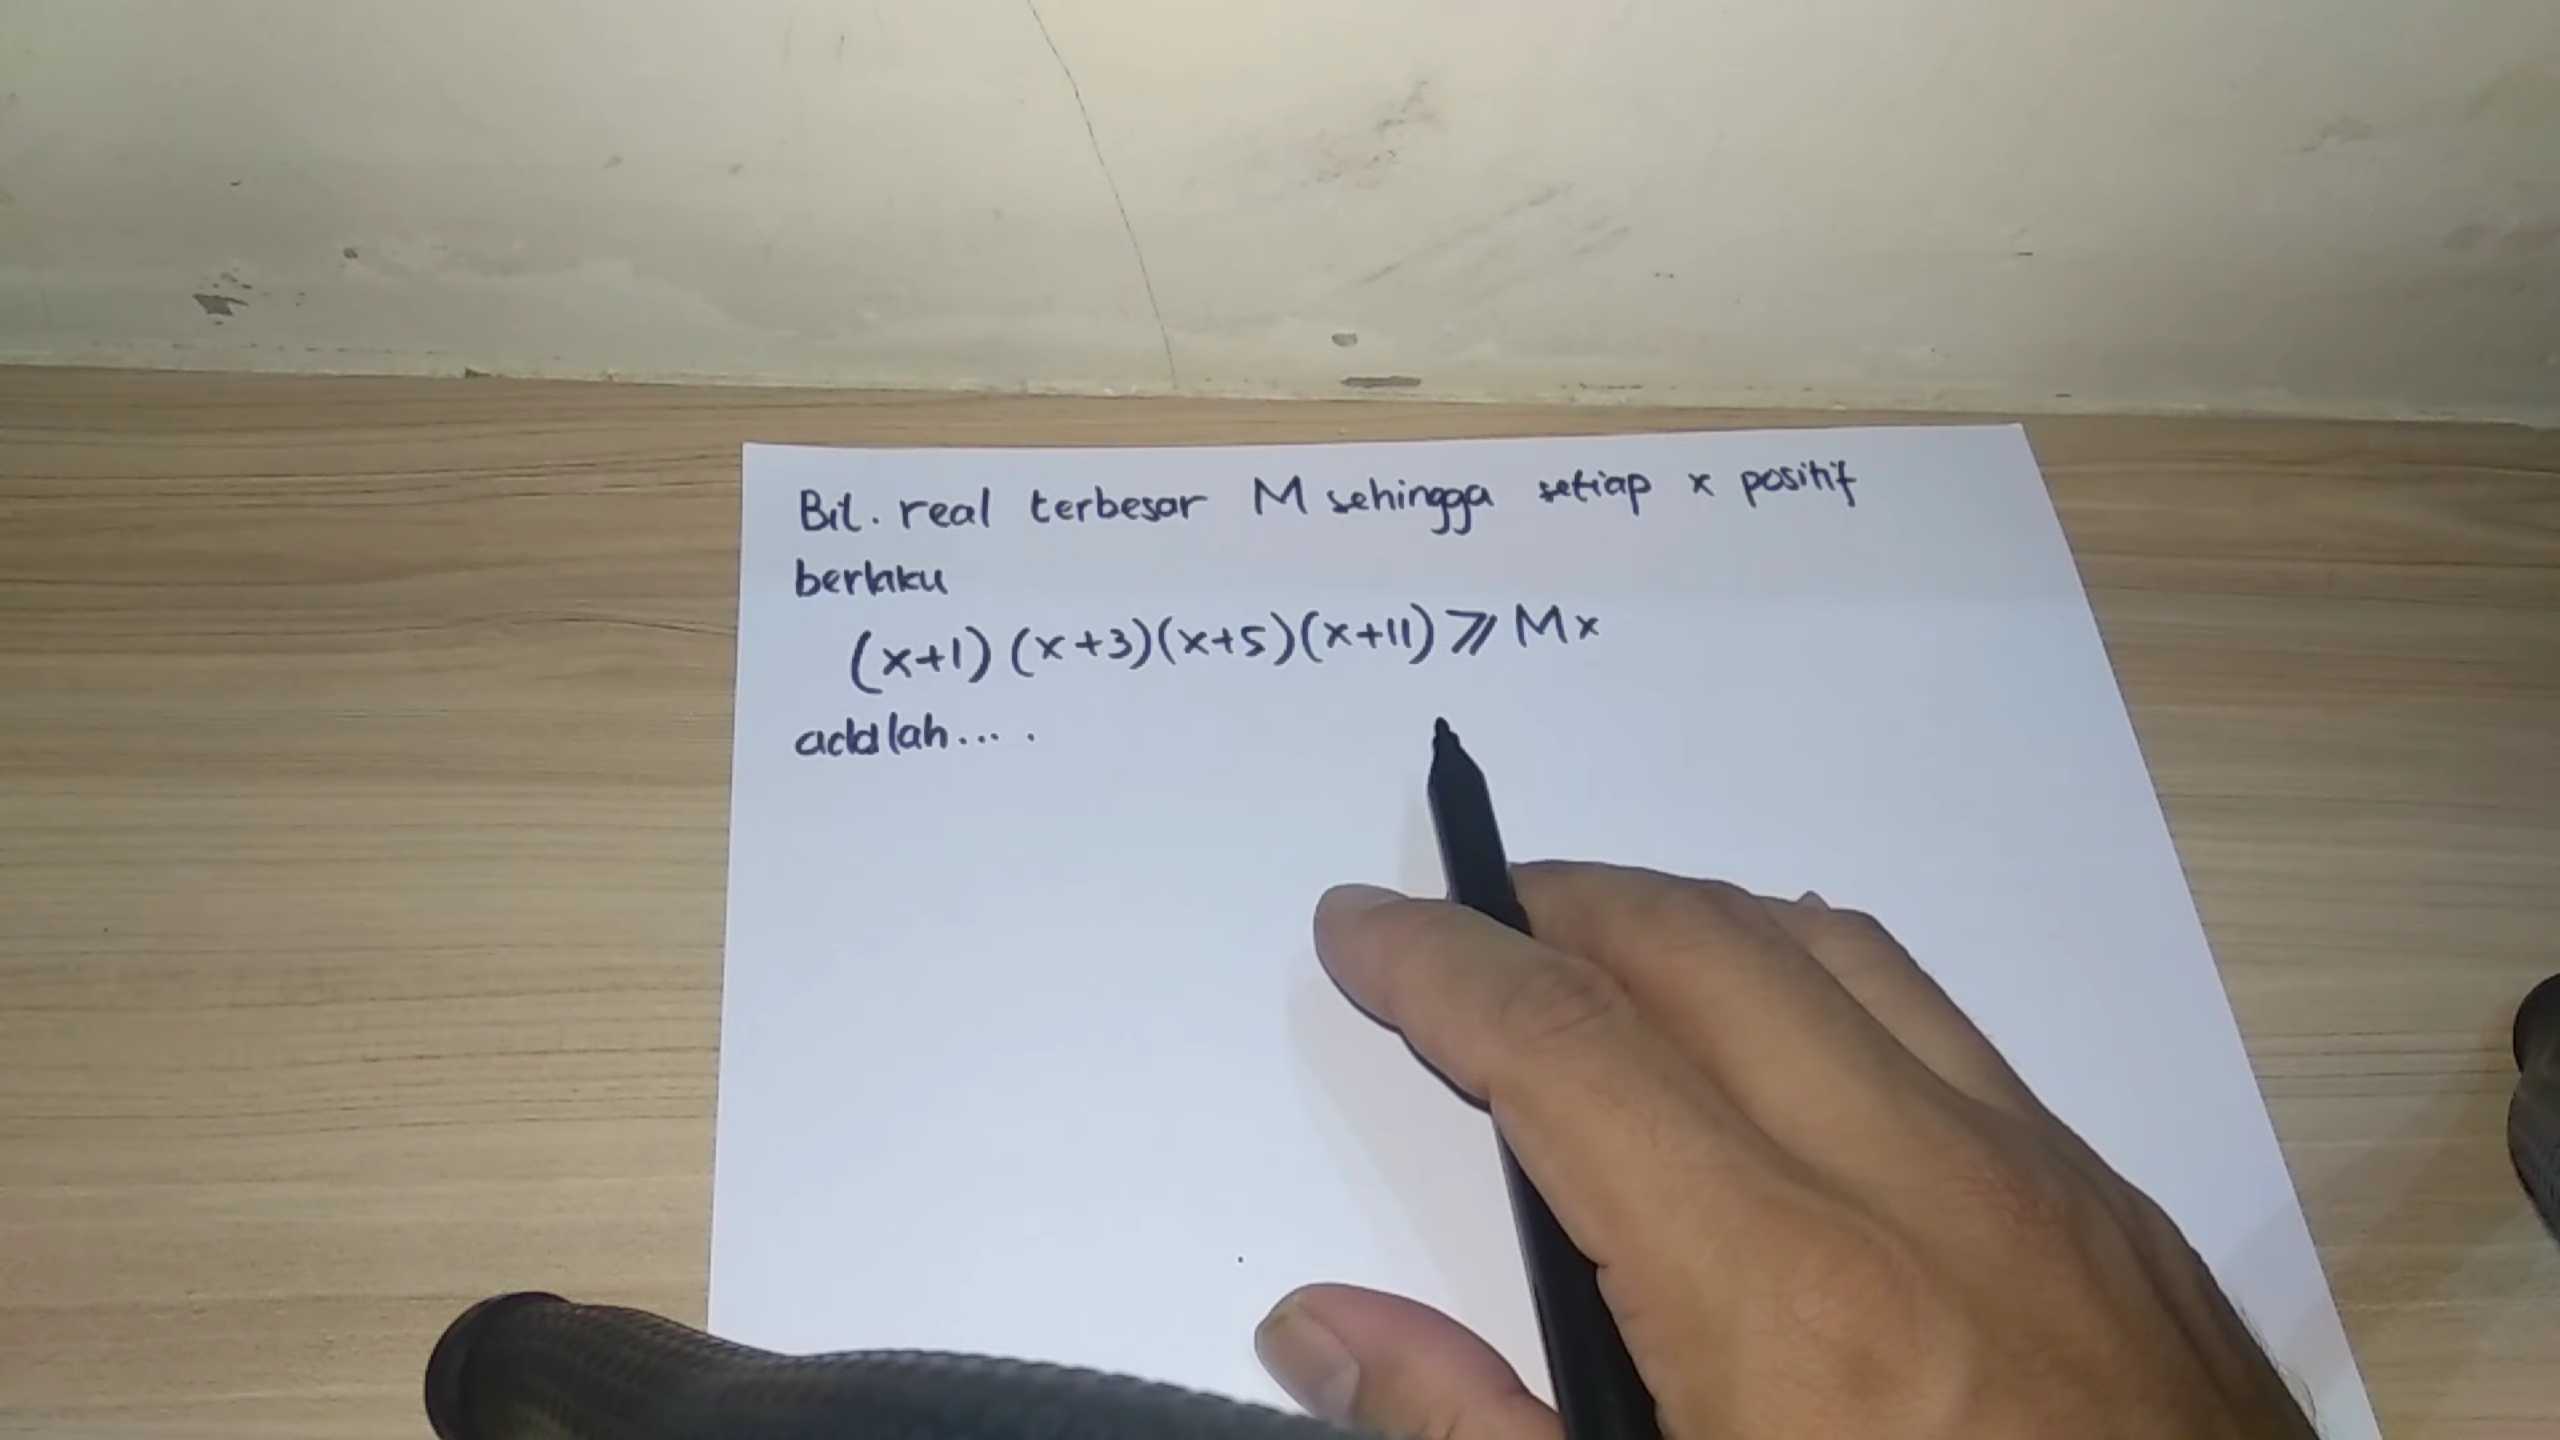 Bil. real terbesar M sehingga setiap x positif
berlaku
(x+1)(x+3)(x+5)(x+11) ⩾ Mx
adalah... .